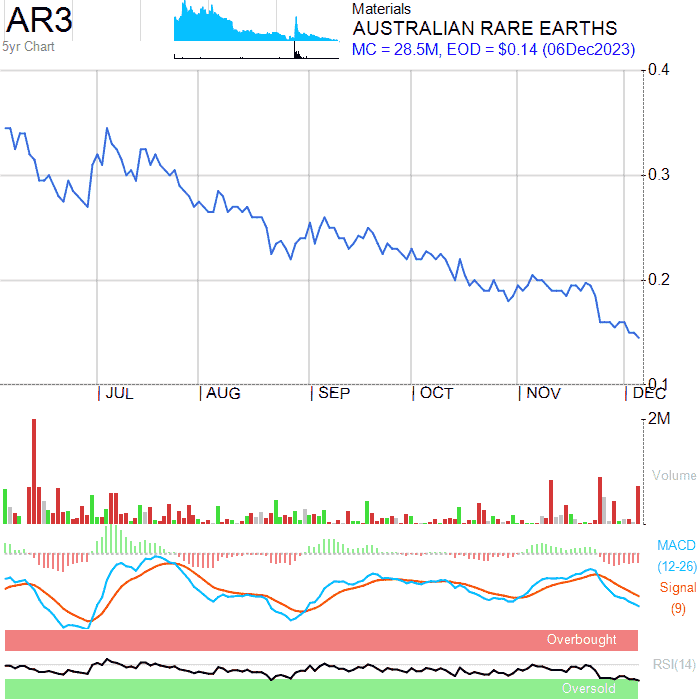 AR3
Materials
AUSTRALIAN RARE EARTHS
5yr Chart
MC = 28.5M, EOD = $0.14 (06Dec2023)
0.4
0.3
0.2
0.1
JUL
AUG
SEP
OCT
NOV
DEC
2M
Volume
MACD
(12-26)
Signal
(9)
Overbought
RSI(14)
Oversold